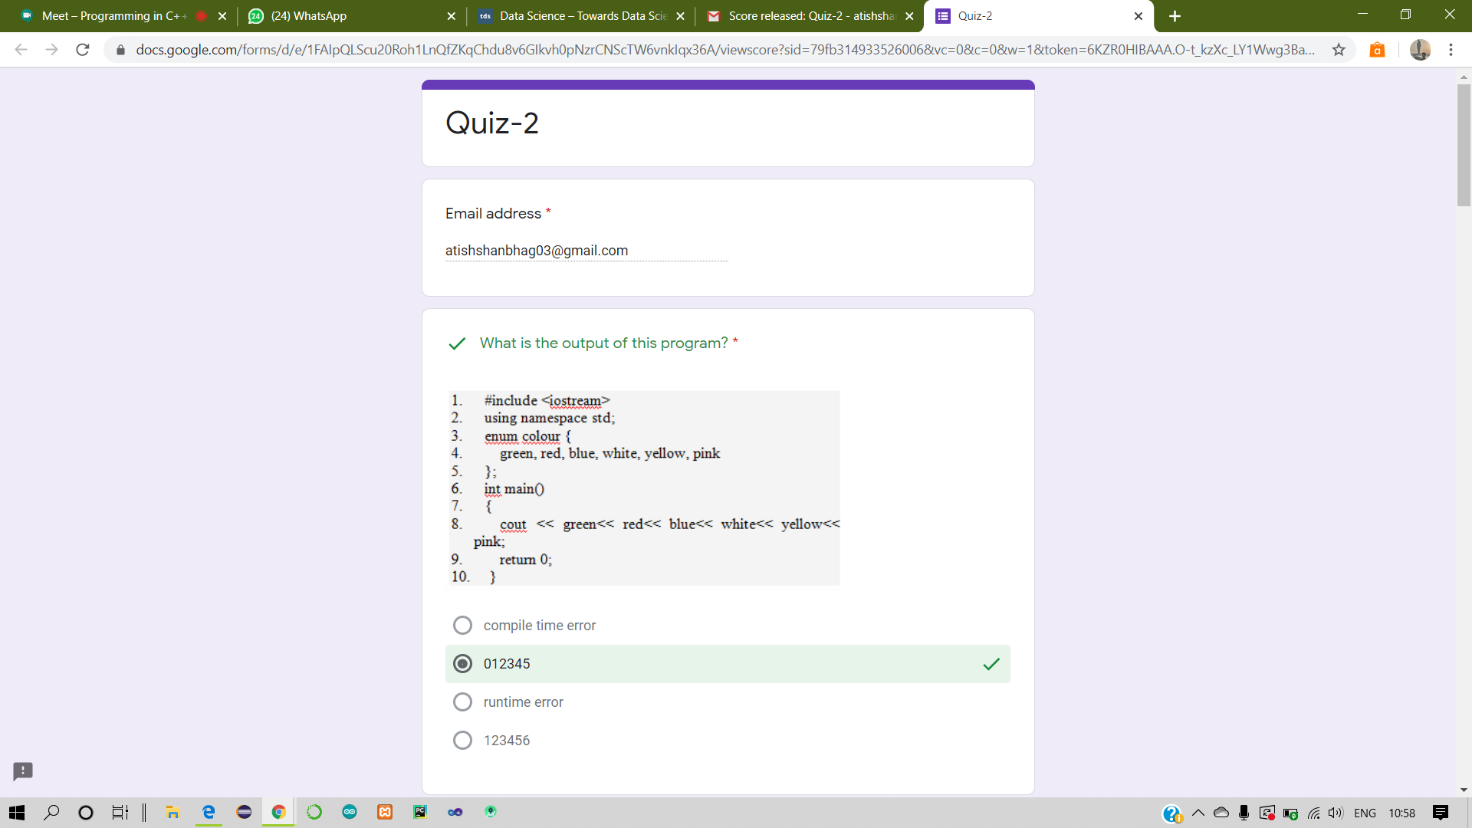 Meet – Programming in C++
(24) WhatsApp
Data Science – Towards Data Scie
Score released: Quiz-2 - atishsha
Quiz-2
docs.google.com/forms/d/e/1FAIpQLScu20Roh1LnQfZKqChdu8v6GIkvh0pNzrCNScTW6vnkIqx36A/viewscore?sid=79fb314933526006&vc=0&c=0&w=1&token=6KZR0HIBAAA.O-t_kzXc_LY1Wwg3Ba...
Quiz-2
Email address *
atishshanbhag03@gmail.com
What is the output of this program? *
1. #include <iostream>
2. using namespace std;
3. enum colour {
4. green, red, blue, white, yellow, pink
5. };
6. int main()
7. {
8. cout << green<< red<< blue<< white<< yellow<<
pink;
9. return 0;
10. }
compile time error
012345
runtime error
123456
ENG 10:58